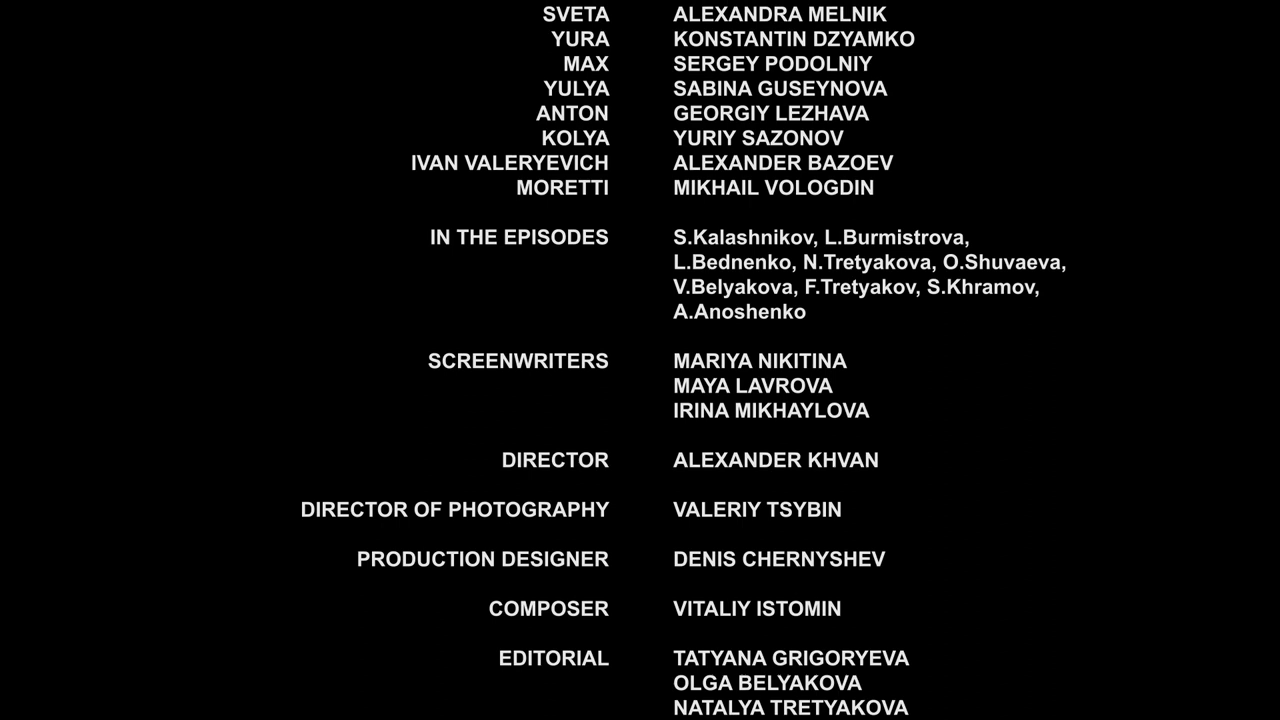 SVETA ALEXANDRA MELNIK
YURA KONSTANTIN DZYAMKO
MAX SERGEY PODOLNIY
YULYA SABINA GUSEYNOVA
ANTON GEORGIY LEZHAVA
KOLYA YURIY SAZONOV
IVAN VALERYEVICH ALEXANDER BAZOEV
MORETTI MIKHAIL VOLOGDIN
IN THE EPISODES S.Kalashnikov, L.Burmistrova,
L.Bednenko, N.Tretyakova, O.Shuvaeva,
V.Belyakova, F.Tretyakov, S.Khramov,
A.Anoshenko
SCREENWRITERS MARIYA NIKITINA
MAYA LAVROVA
IRINA MIKHAYLOVA
DIRECTOR ALEXANDER KHVAN
DIRECTOR OF PHOTOGRAPHY VALERIY TSYBIN
PRODUCTION DESIGNER DENIS CHERNYSHEV
COMPOSER VITALIY ISTOMIN
EDITORIAL TATYANA GRIGORYEVA
OLGA BELYAKOVA
NATALYA TRETYAKOVA